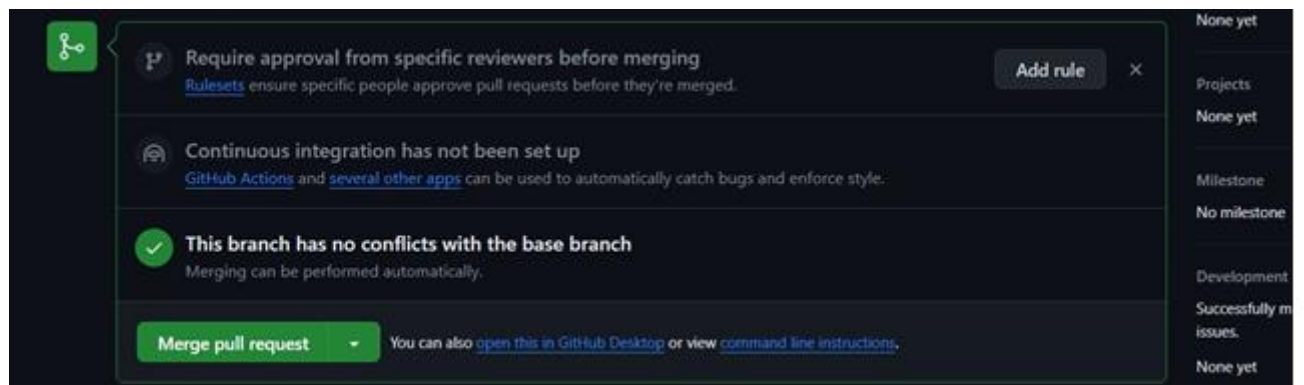 Require approval from specific reviewers before merging
Rulesets ensure specific people approve pull requests before they're merged.
Add rule
Continuous integration has not been set up
GitHub Actions and several other apps can be used to automatically catch bugs and enforce style.
This branch has no conflicts with the base branch
Merging can be performed automatically.
Merge pull request
You can also open this in GitHub Desktop or view command line instructions.
None yet
Projects
None yet
Milestone
No milestone
Development
Successfully m
issues.
None yet